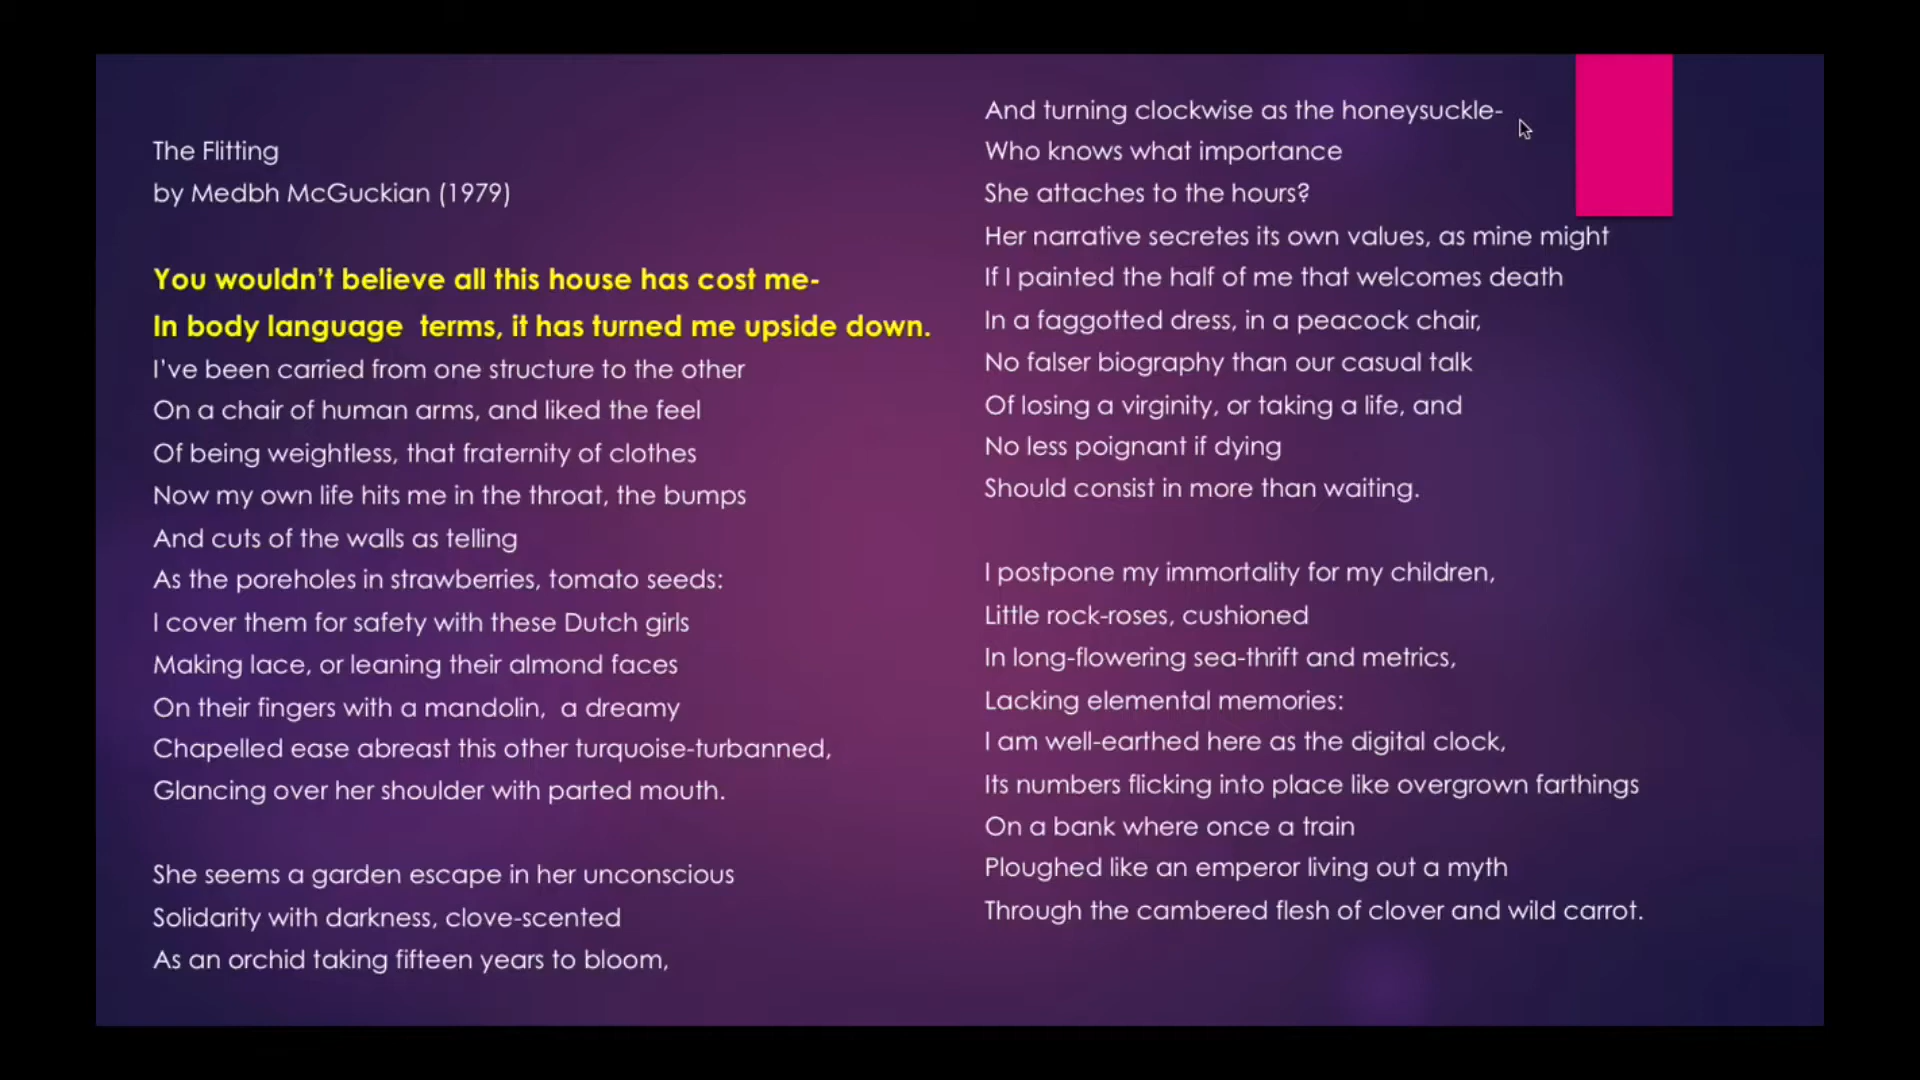 The Flitting
by Medbh McGuckian (1979)
You wouldn't believe all this house has cost me-
In body language terms, it has turned me upside down.
I've been carried from one structure to the other
On a chair of human arms, and liked the feel
Of being weightless, that fraternity of clothes
Now my own life hits me in the throat, the bumps
And cuts of the walls as telling
As the poreholes in strawberries, tomato seeds:
I cover them for safety with these Dutch girls
Making lace, or leaning their almond faces
On their fingers with a mandolin, a dreamy
Chapelled ease abreast this other turquoise-turbanned,
Glancing over her shoulder with parted mouth.
She seems a garden escape in her unconscious
Solidarity with darkness, clove-scented
As an orchid taking fifteen years to bloom,
And turning clockwise as the honeysuckle-
Who knows what importance
She attaches to the hours?
Her narrative secretes its own values, as mine might
If I painted the half of me that welcomes death
In a faggotted dress, in a peacock chair,
No falser biography than our casual talk
Of losing a virginity, or taking a life, and
No less poignant if dying
Should consist in more than waiting.
I postpone my immortality for my children,
Little rock-roses, cushioned
In long-flowering sea-thrift and metrics,
Lacking elemental memories:
I am well-earthed here as the digital clock,
Its numbers flicking into place like overgrown farthings
On a bank where once a train
Ploughed like an emperor living out a myth
Through the cambered flesh of clover and wild carrot.